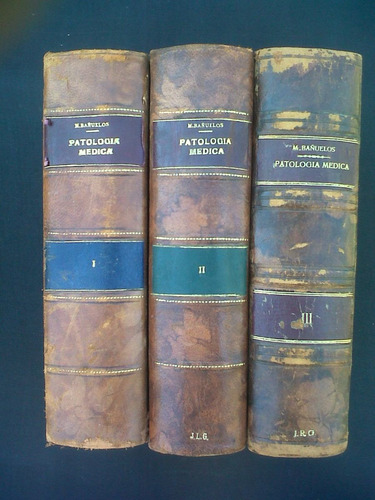 M. BAÑUELOS
PATOLOGIA
MEDICA
I
M. BAÑUELOS
PATOLOGIA
MEDICA
II
J.L.G.
M. BAÑUELOS
PATOLOGIA MEDICA
III
J.R.O.